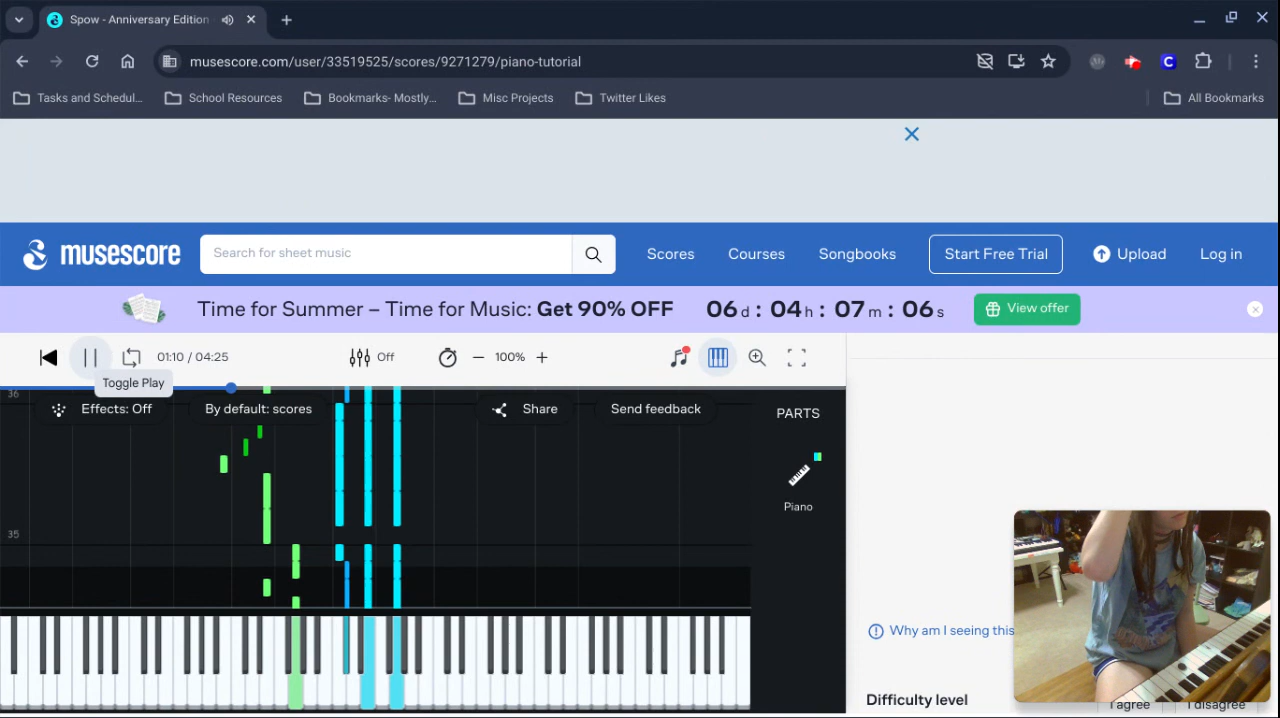 Spow - Anniversary Edition
musescore.com/user/33519525/scores/9271279/piano-tutorial
Tasks and Schedul... School Resources Bookmarks- Mostly,... Misc Projects Twitter Likes All Bookmarks
musescore Search for sheet music Scores Courses Songbooks Start Free Trial Upload Log in
Time for Summer – Time for Music: Get 90% OFF 06 d : 04 h : 07 m : 06 s View offer
01:10 / 04:25 Off 100%
Toggle Play
36
Effects: Off By default: scores Share Send feedback PARTS
Piano
35
Why am I seeing this
Difficulty level I agree I disagree